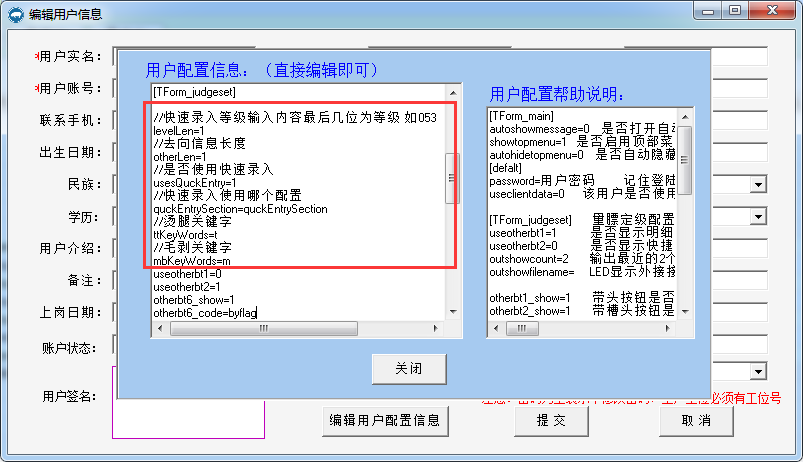 编辑用户信息
*用户实名：
*用户账号：
联系手机：
出生日期：
民族：
学历：
用户介绍：
备注：
上岗日期：
账户状态：
用户签名：
用户配置信息：（直接编辑即可）
[TForm_judgeset]
//快速录入等级输入内容最后几位为等级 如053
levelLen=1
//去向信息长度
otherLen=1
//是否使用快速录入
usesQuckEntry=1
//快速录入使用哪个配置
quckEntrySection=quckEntrySection
//烫腿关键字
ttKeyWords=t
//毛剥关键字
mbKeyWords=m
useotherbt1=0
useotherbt2=1
otherbt6_show=1
otherbt6_code=byflag
用户配置帮助说明：
[TForm_main]
autoshowmessage=0 是否打开自动
showtopmenu=1 是否启用顶部菜
autohidetopmenu=0 是否自动隐藏
[defalt]
password=用户密码 记住登陆
useclientdata=0 该用户是否使用
[TForm_judgeset] 量膘定级配置
useotherbt1=1 是否显示明细
useotherbt2=0 是否显示快捷
outshowcount=2 输出最近的2个
outshowfilename= LED显示外接接
otherbt1_show=1 带头按钮是否
otherbt2_show=1 带槽头按钮是
关闭
必须有工位号
编辑用户配置信息
提交
取消